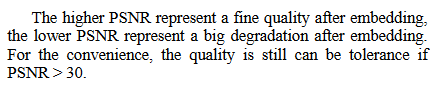 The higher PSNR represent a fine quality after embedding,
the lower PSNR represent a big degradation after embedding.
For the convenience, the quality is still can be tolerance if
PSNR > 30.